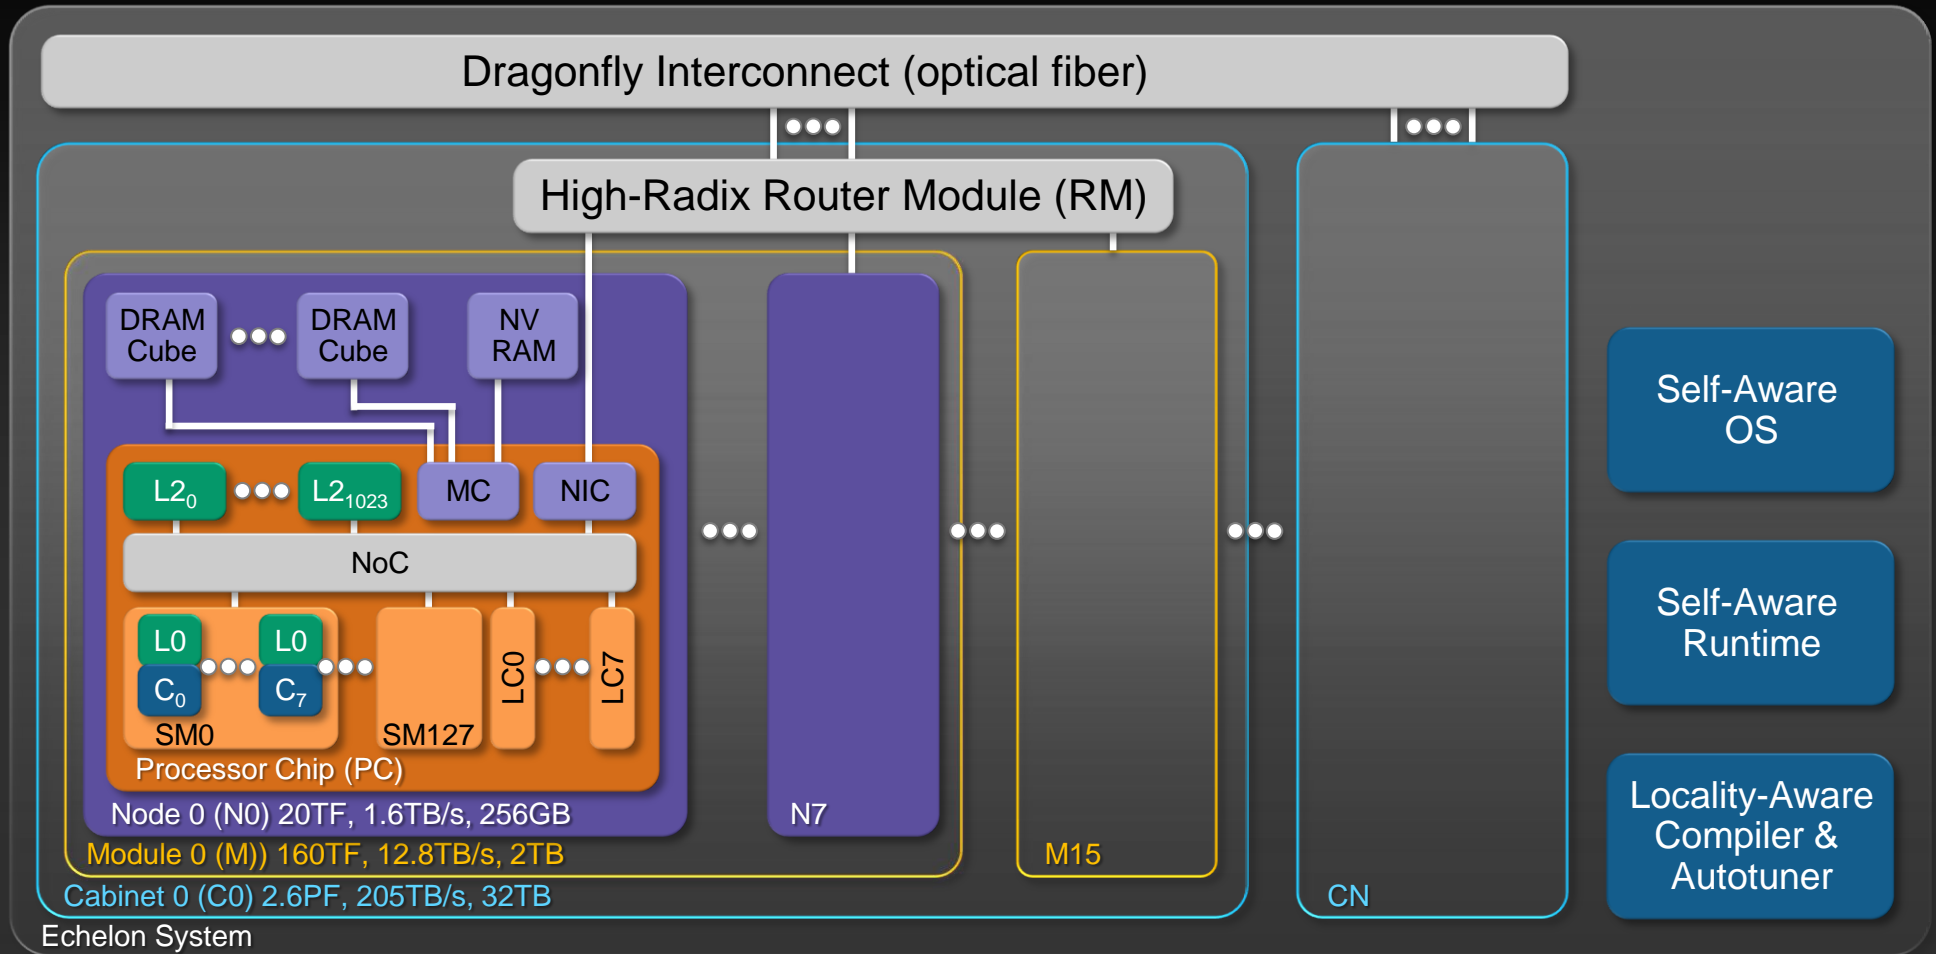 Dragonfly Interconnect (optical fiber)
High-Radix Router Module (RM)
DRAM
Cube
DRAM
Cube
NV
RAM
L2₀
L2₁₀₂₃
MC
NIC
NoC
L0
L0
C₀
C₇
SM0
SM127
LC0
LC7
Processor Chip (PC)
Node 0 (N0) 20TF, 1.6TB/s, 256GB
N7
Module 0 (M)) 160TF, 12.8TB/s, 2TB
M15
Cabinet 0 (C0) 2.6PF, 205TB/s, 32TB
CN
Echelon System
Self-Aware
OS
Self-Aware
Runtime
Locality-Aware
Compiler &
Autotuner